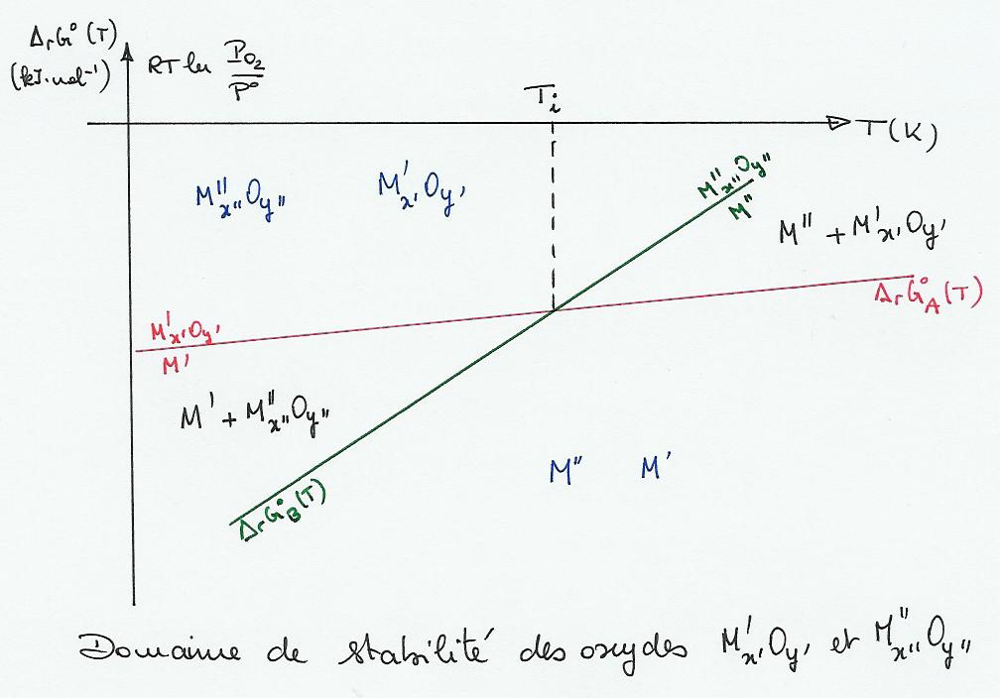 ΔrG°(T)
(kJ.mol⁻¹)
RT ln PO₂/P°
Ti
T(K)
M''x''Oy'' M'x'Oy'
M''x''Oy''
M''
M'' + M'x'Oy'
ΔrG°A(T)
M'x'Oy'
M'
M' + M''x''Oy''
M'' M'
ΔrG°B(T)
Domaine de stabilité des oxydes M'x'Oy' et M''x''Oy''